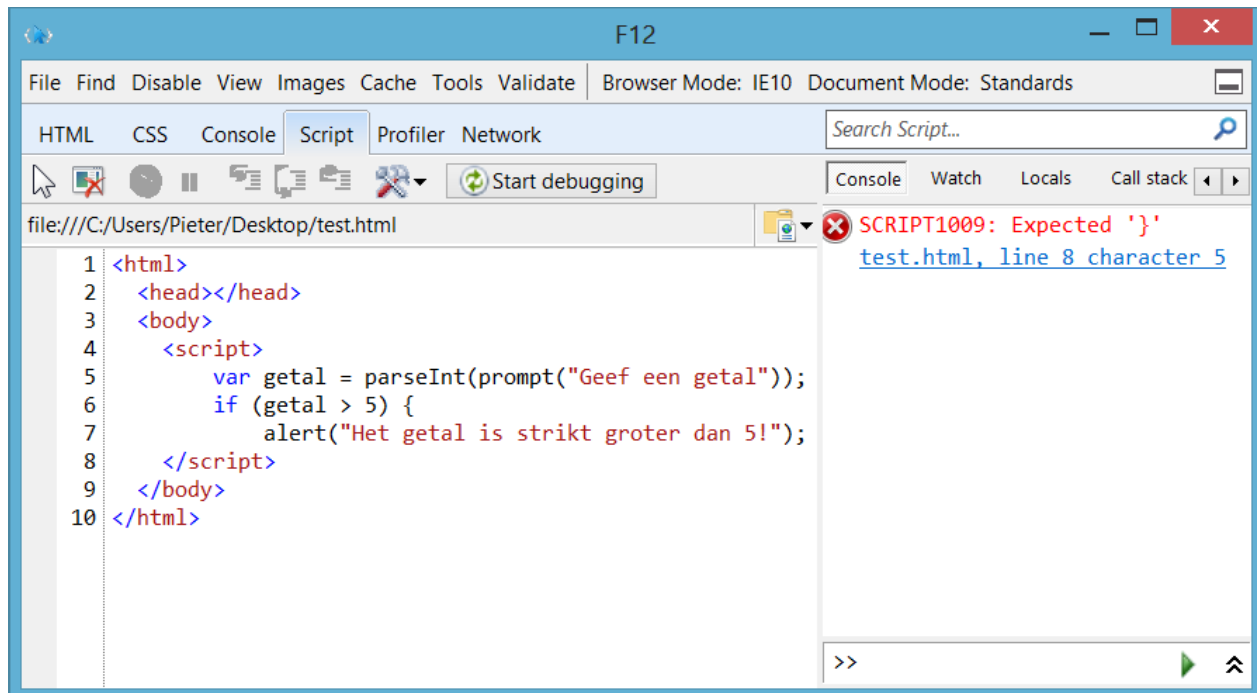 F12
File Find Disable View Images Cache Tools Validate Browser Mode: IE10 Document Mode: Standards
HTML CSS Console Script Profiler Network Search Script...
Start debugging Console Watch Locals Call stack
file:///C:/Users/Pieter/Desktop/test.html
SCRIPT1009: Expected '}'
test.html, line 8 character 5
1 <html>
2 <head></head>
3 <body>
4 <script>
5 var getal = parseInt(prompt("Geef een getal"));
6 if (getal > 5) {
7 alert("Het getal is strikt groter dan 5!");
8 </script>
9 </body>
10 </html>
>>